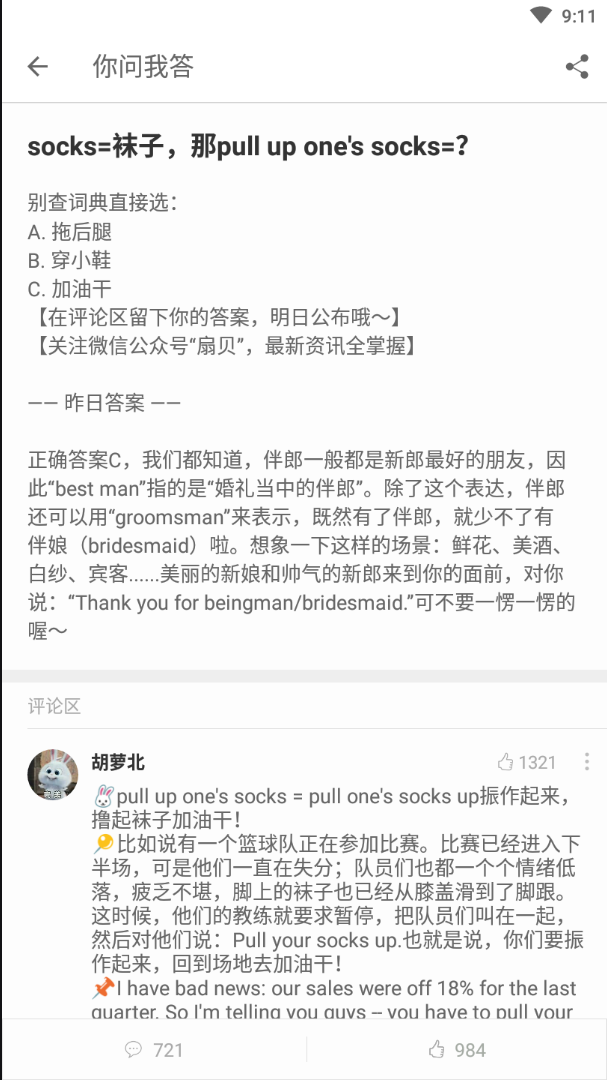 9:11
你问我答
socks=袜子，那pull up one's socks=?
别查词典直接选：
A. 拖后腿
B. 穿小鞋
C. 加油干
【在评论区留下你的答案，明日公布哦～】
【关注微信公众号“扇贝”，最新资讯全掌握】
—— 昨日答案 ——
正确答案C，我们都知道，伴郎一般都是新郎最好的朋友，因
此“best man”指的是“婚礼当中的伴郎”。除了这个表达，伴郎
还可以用“groomsman”来表示，既然有了伴郎，就少不了有
伴娘（bridesmaid）啦。想象一下这样的场景：鲜花、美酒、
白纱、宾客......美丽的新娘和帅气的新郎来到你的面前，对你
说：“Thank you for beingman/bridesmaid.”可不要一愣一愣的
喔～
评论区
胡萝北
1321
🐰pull up one's socks = pull one's socks up振作起来，
撸起袜子加油干！
🔑比如说有一个篮球队正在参加比赛。比赛已经进入下
半场，可是他们一直在失分；队员们也都一个个情绪低
落，疲乏不堪，脚上的袜子也已经从膝盖滑到了脚跟。
这时候，他们的教练就要求暂停，把队员们叫在一起，
然后对他们说：Pull your socks up.也就是说，你们要振
作起来，回到场地去加油干！
📌I have bad news: our sales were off 18% for the last
quarter. So I'm telling you guys -- you have to pull your
721
984